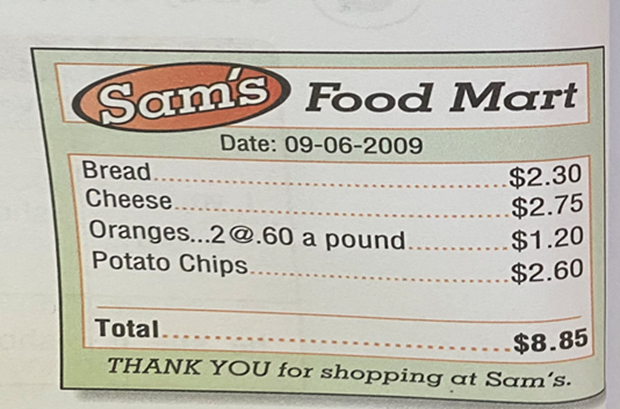 Sam's Food Mart
Date: 09-06-2009
Bread........................................$2.30
Cheese.....................................$2.75
Oranges...2@.60 a pound...........$1.20
Potato Chips............................$2.60
Total.......................................$8.85
THANK YOU for shopping at Sam's.